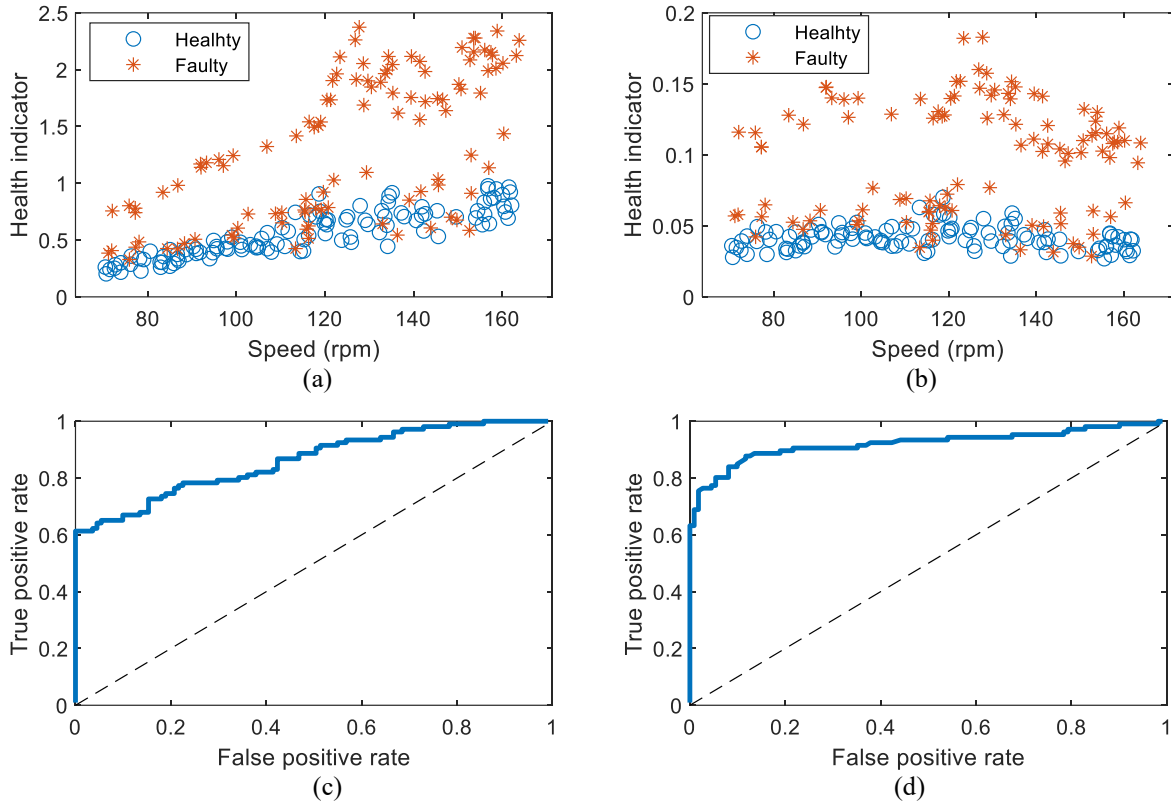 2.5
2
1.5
1
0.5
0
Health indicator
Healhty
Faulty
80 100 120 140 160
Speed (rpm)
(a)
0.2
0.15
0.1
0.05
0
Health indicator
Healhty
Faulty
80 100 120 140 160
Speed (rpm)
(b)
1
0.8
0.6
0.4
0.2
0
True positive rate
0 0.2 0.4 0.6 0.8 1
False positive rate
(c)
1
0.8
0.6
0.4
0.2
0
True positive rate
0 0.2 0.4 0.6 0.8 1
False positive rate
(d)